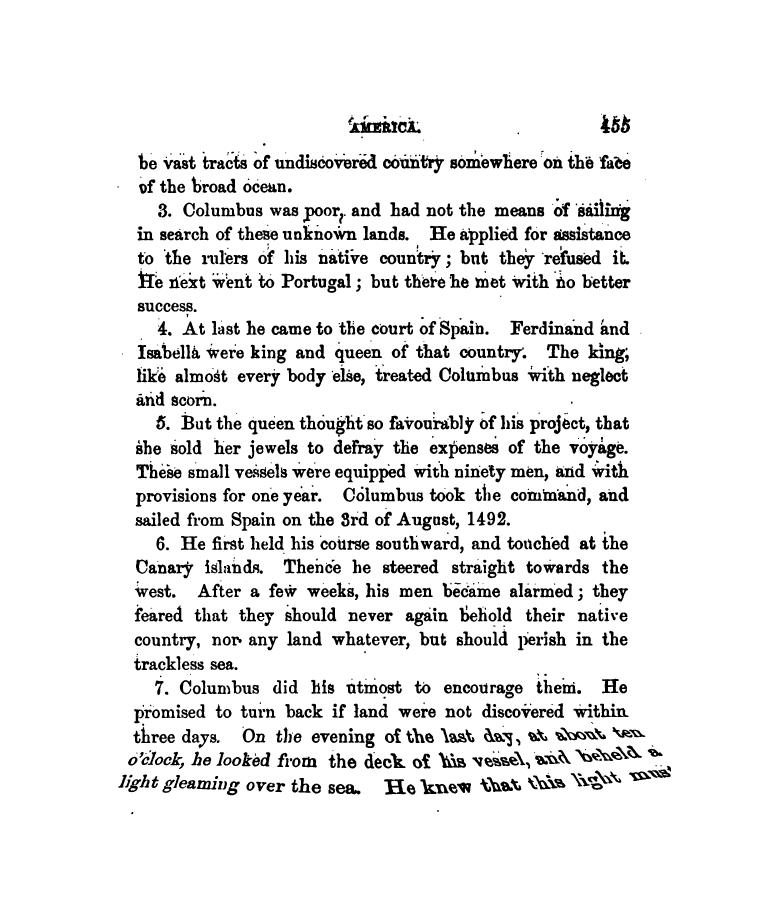 AMERICA. 455
be vast tracts of undiscovered country somewhere on the face
of the broad ocean.
3. Columbus was poor, and had not the means of sailing
in search of these unknown lands. He applied for assistance
to the rulers of his native country; but they refused it.
He next went to Portugal; but there he met with no better
success.
4. At last he came to the court of Spain. Ferdinand and
Isabella were king and queen of that country. The king,
like almost every body else, treated Columbus with neglect
and scorn.
5. But the queen thought so favourably of his project, that
she sold her jewels to defray the expenses of the voyage.
These small vessels were equipped with ninety men, and with
provisions for one year. Columbus took the command, and
sailed from Spain on the 3rd of August, 1492.
6. He first held his course southward, and touched at the
Canary islands. Thence he steered straight towards the
west. After a few weeks, his men became alarmed; they
feared that they should never again behold their native
country, nor any land whatever, but should perish in the
trackless sea.
7. Columbus did his utmost to encourage them. He
promised to turn back if land were not discovered within
three days. On the evening of the last day, at about ten
o'clock, he looked from the deck of his vessel, and beheld a
light gleaming over the sea. He knew that this light mus